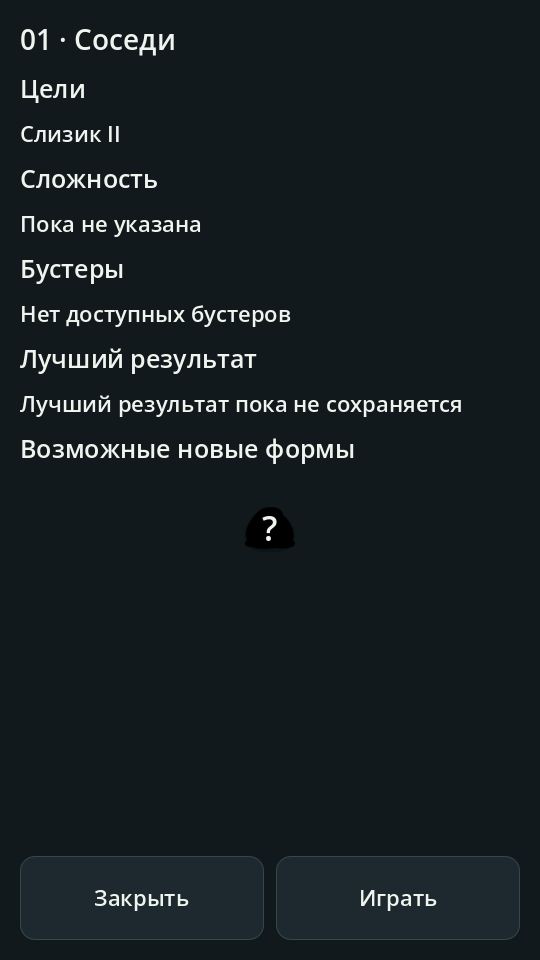 01 · Соседи
Цели
Слизик II
Сложность
Пока не указана
Бустеры
Нет доступных бустеров
Лучший результат
Лучший результат пока не сохраняется
Возможные новые формы
?
Закрыть
Играть